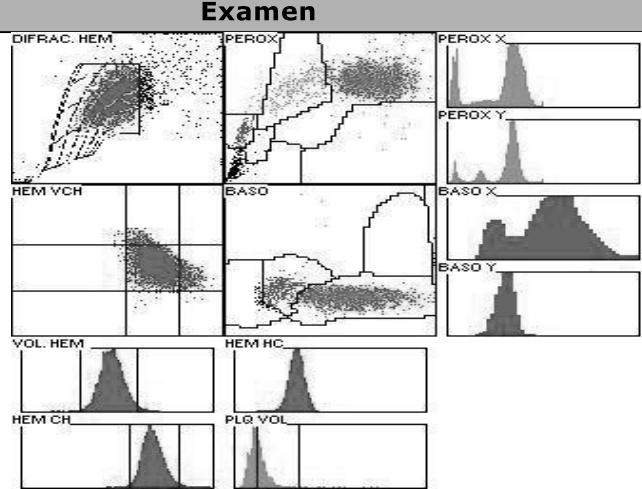 Examen
DIFRAC. HEM
PEROX
PEROX X
PEROX Y
HEM VCH
BASO
BASO X
BASO Y
VOL. HEM
HEM HC
HEM CH
PLQ VOL